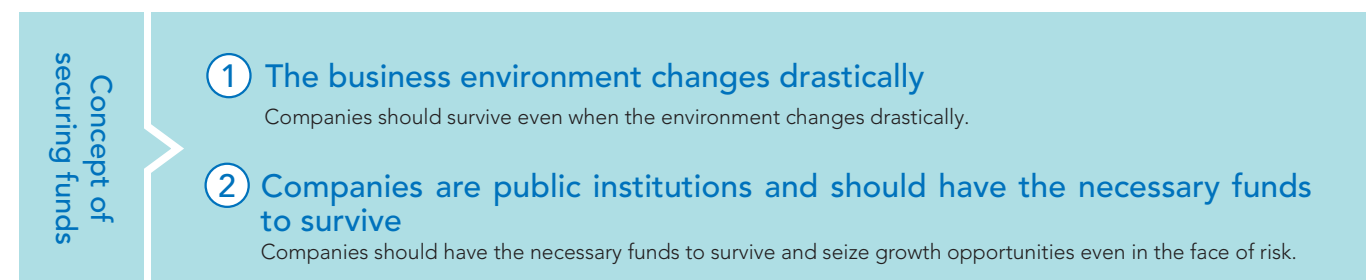 Concept of
securing funds
1 The business environment changes drastically
Companies should survive even when the environment changes drastically.
2 Companies are public institutions and should have the necessary funds
to survive
Companies should have the necessary funds to survive and seize growth opportunities even in the face of risk.